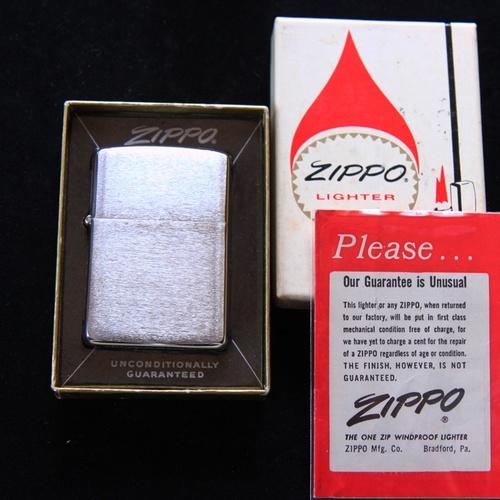 ZIPPO.
UNCONDITIONALLY
GUARANTEED
ZIPPO.
LIGHTER
Please...
Our Guarantee is Unusual
This lighter or any ZIPPO, when returned
to our factory, will be put in first class
mechanical condition free of charge, for
we have yet to charge a cent for the repair
of a ZIPPO regardless of age or condition.
THE FINISH, HOWEVER, IS NOT
GUARANTEED.
ZIPPO®
THE ONE ZIP WINDPROOF LIGHTER
ZIPPO Mfg. Co. Bradford, Pa.